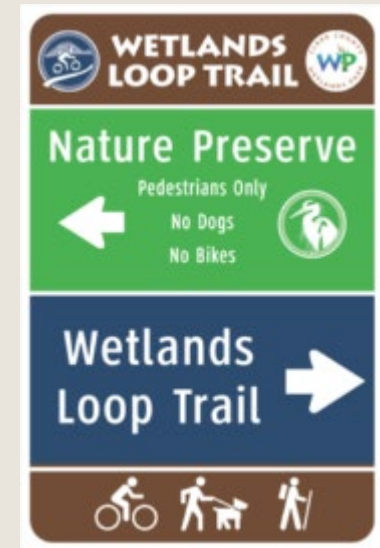 WETLANDS
LOOP TRAIL
WP
Nature Preserve
Pedestrians Only
No Dogs
No Bikes
Wetlands
Loop Trail